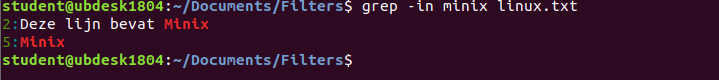 student@ubdesk1804:~/Documents/Filters$ grep -in minix linux.txt
2:Deze lijn bevat Minix
5:Minix
student@ubdesk1804:~/Documents/Filters$